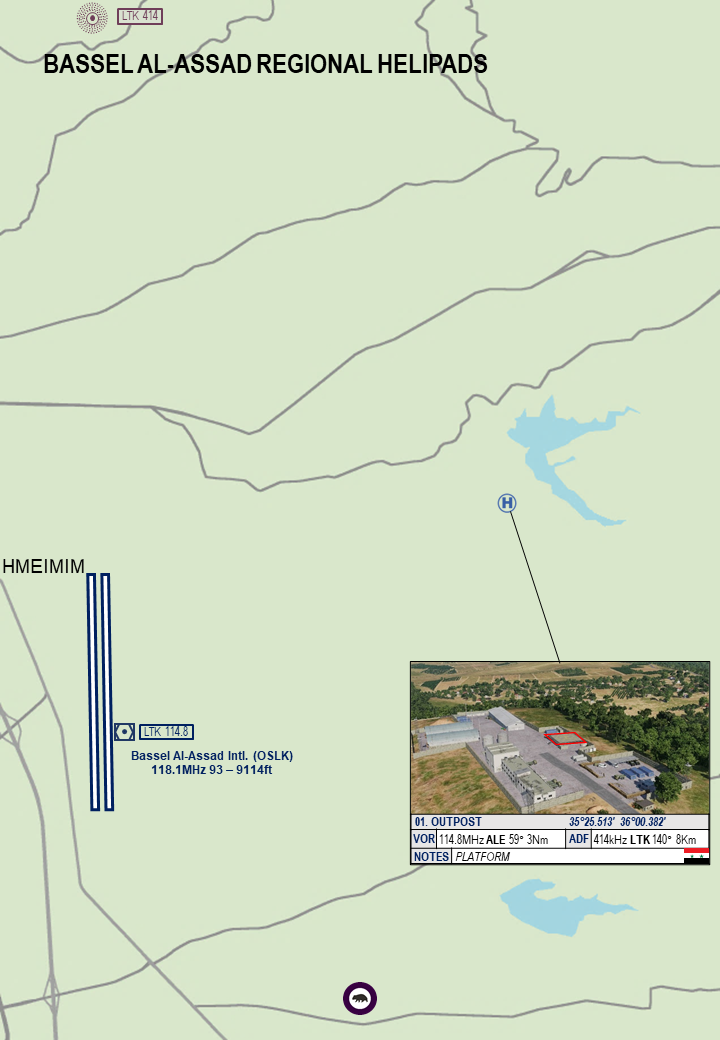 LTK 414
BASSEL AL-ASSAD REGIONAL HELIPADS
H
HMEIMIM
LTK 114.8
Bassel Al-Assad Intl. (OSLK)
118.1MHz 93 – 9114ft
01. OUTPOST 35°25.513' 36°00.382'
VOR 114.8MHz ALE 59° 3Nm ADF 414kHz LTK 140° 8Km
NOTES PLATFORM